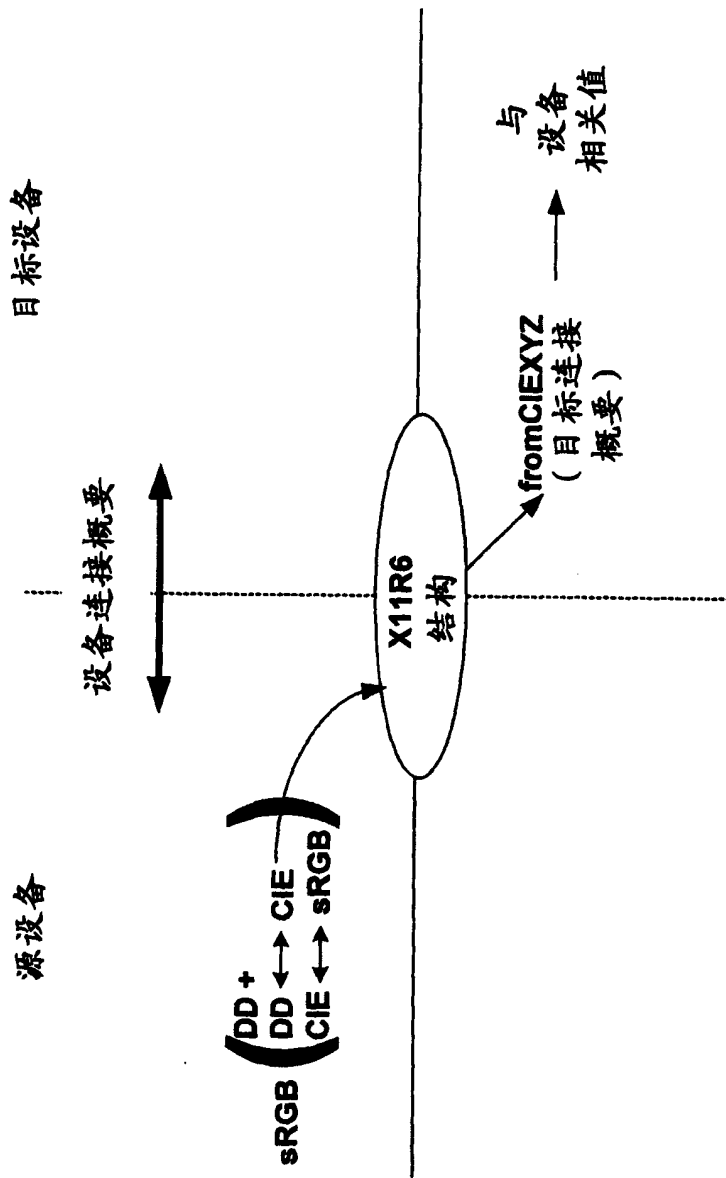 源设备
目标设备
设备连接概要
sRGB
DD +
DD ↔ CIE
CIE ↔ sRGB
X11R6
结构
fromCIEXYZ
(目标连接
概要)
与
设备
相关值